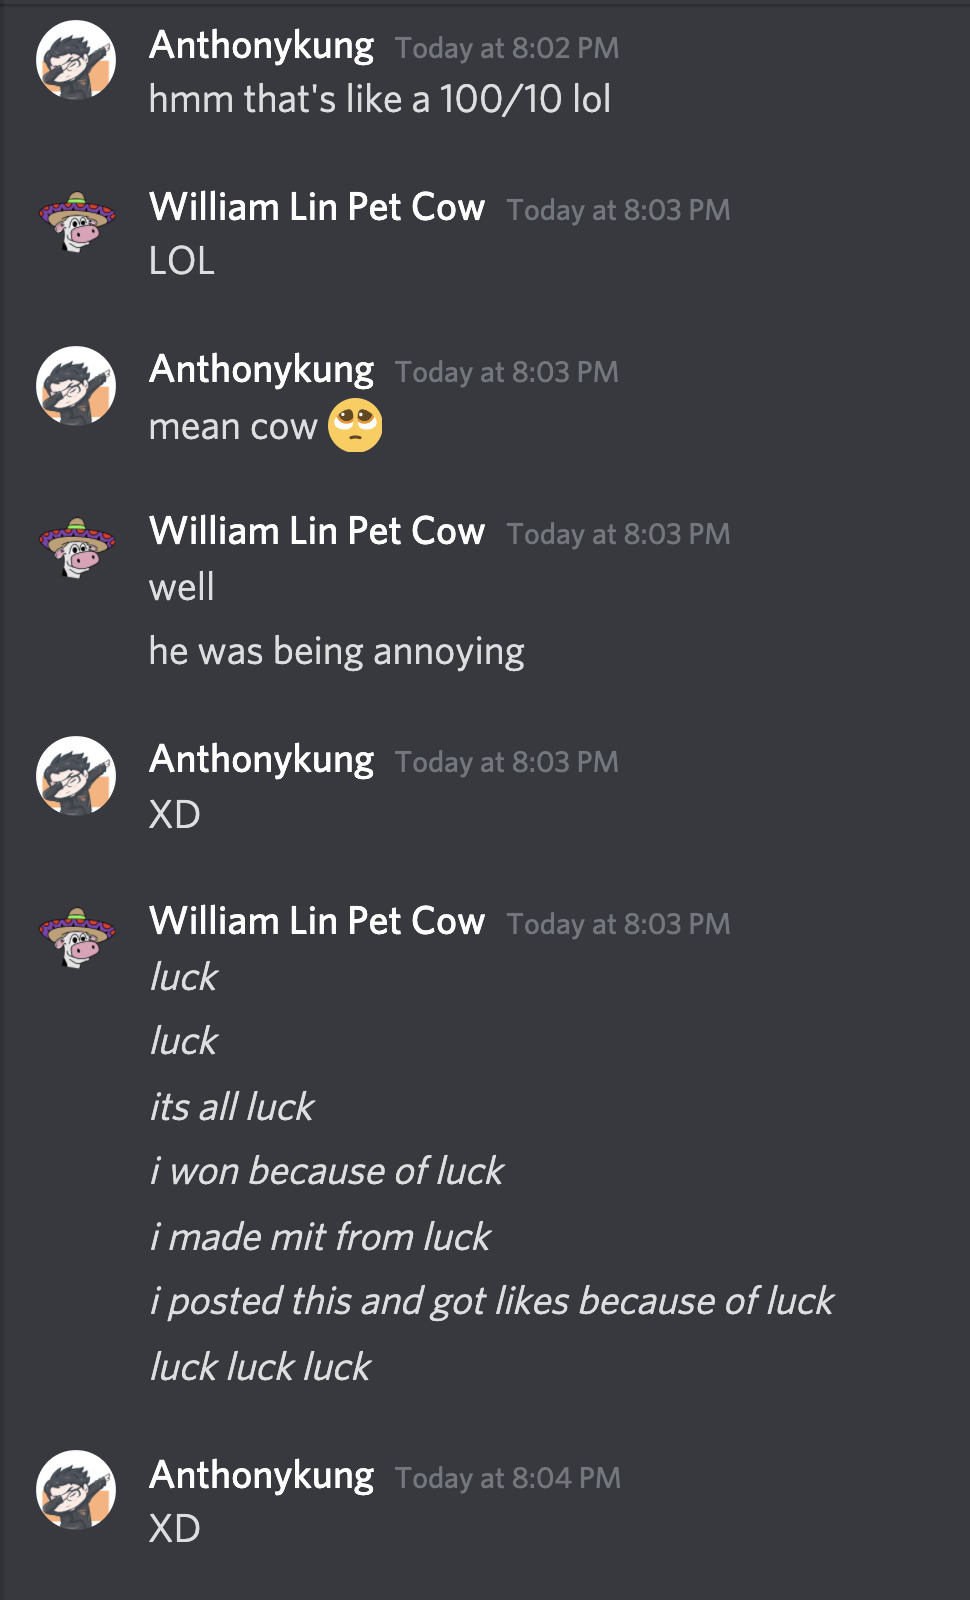 Anthonykung Today at 8:02 PM
hmm that's like a 100/10 lol
William Lin Pet Cow Today at 8:03 PM
LOL
Anthonykung Today at 8:03 PM
mean cow 🥺
William Lin Pet Cow Today at 8:03 PM
well
he was being annoying
Anthonykung Today at 8:03 PM
XD
William Lin Pet Cow Today at 8:03 PM
luck
luck
its all luck
i won because of luck
i made mit from luck
i posted this and got likes because of luck
luck luck luck
Anthonykung Today at 8:04 PM
XD